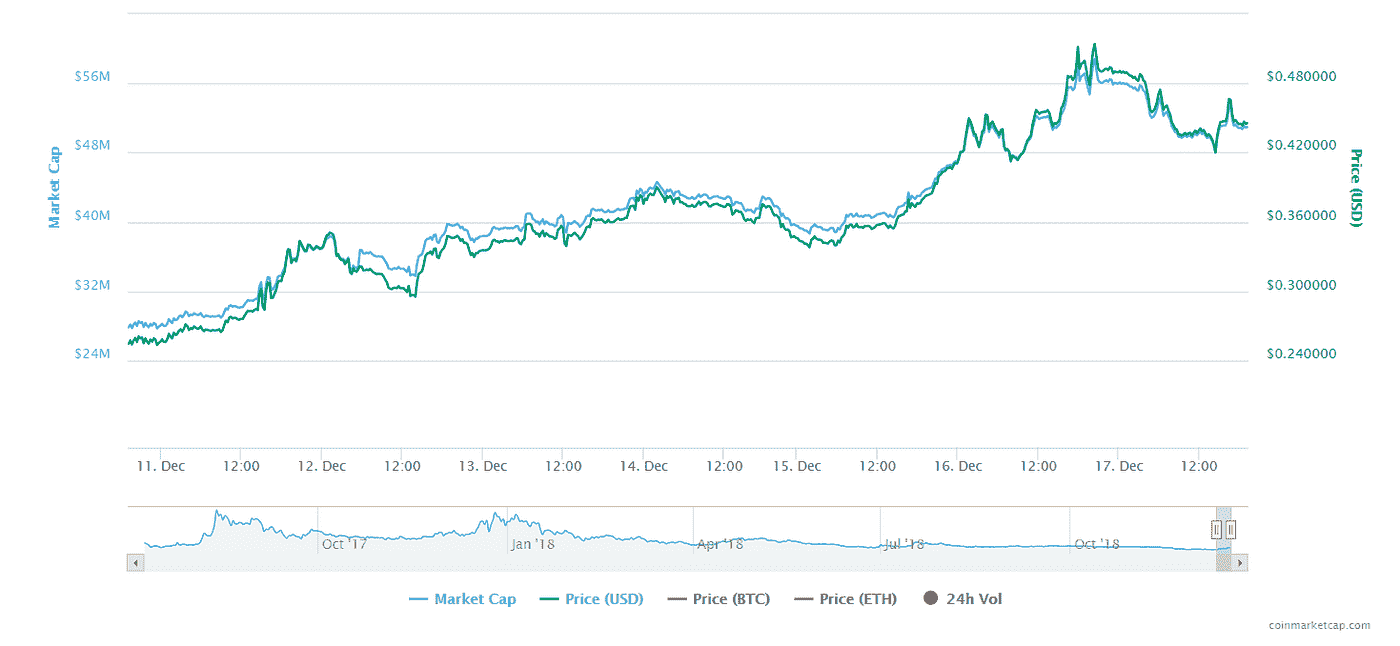 $56M
$48M
$40M
$32M
$24M
Market Cap
$0.480000
$0.420000
$0.360000
$0.300000
$0.240000
Price (USD)
11. Dec 12:00 12. Dec 12:00 13. Dec 12:00 14. Dec 12:00 15. Dec 12:00 16. Dec 12:00 17. Dec 12:00
Oct '17 Jan '18 Apr '18 Jul '18 Oct '18
Market Cap Price (USD) Price (BTC) Price (ETH) 24h Vol
coinmarketcap.com